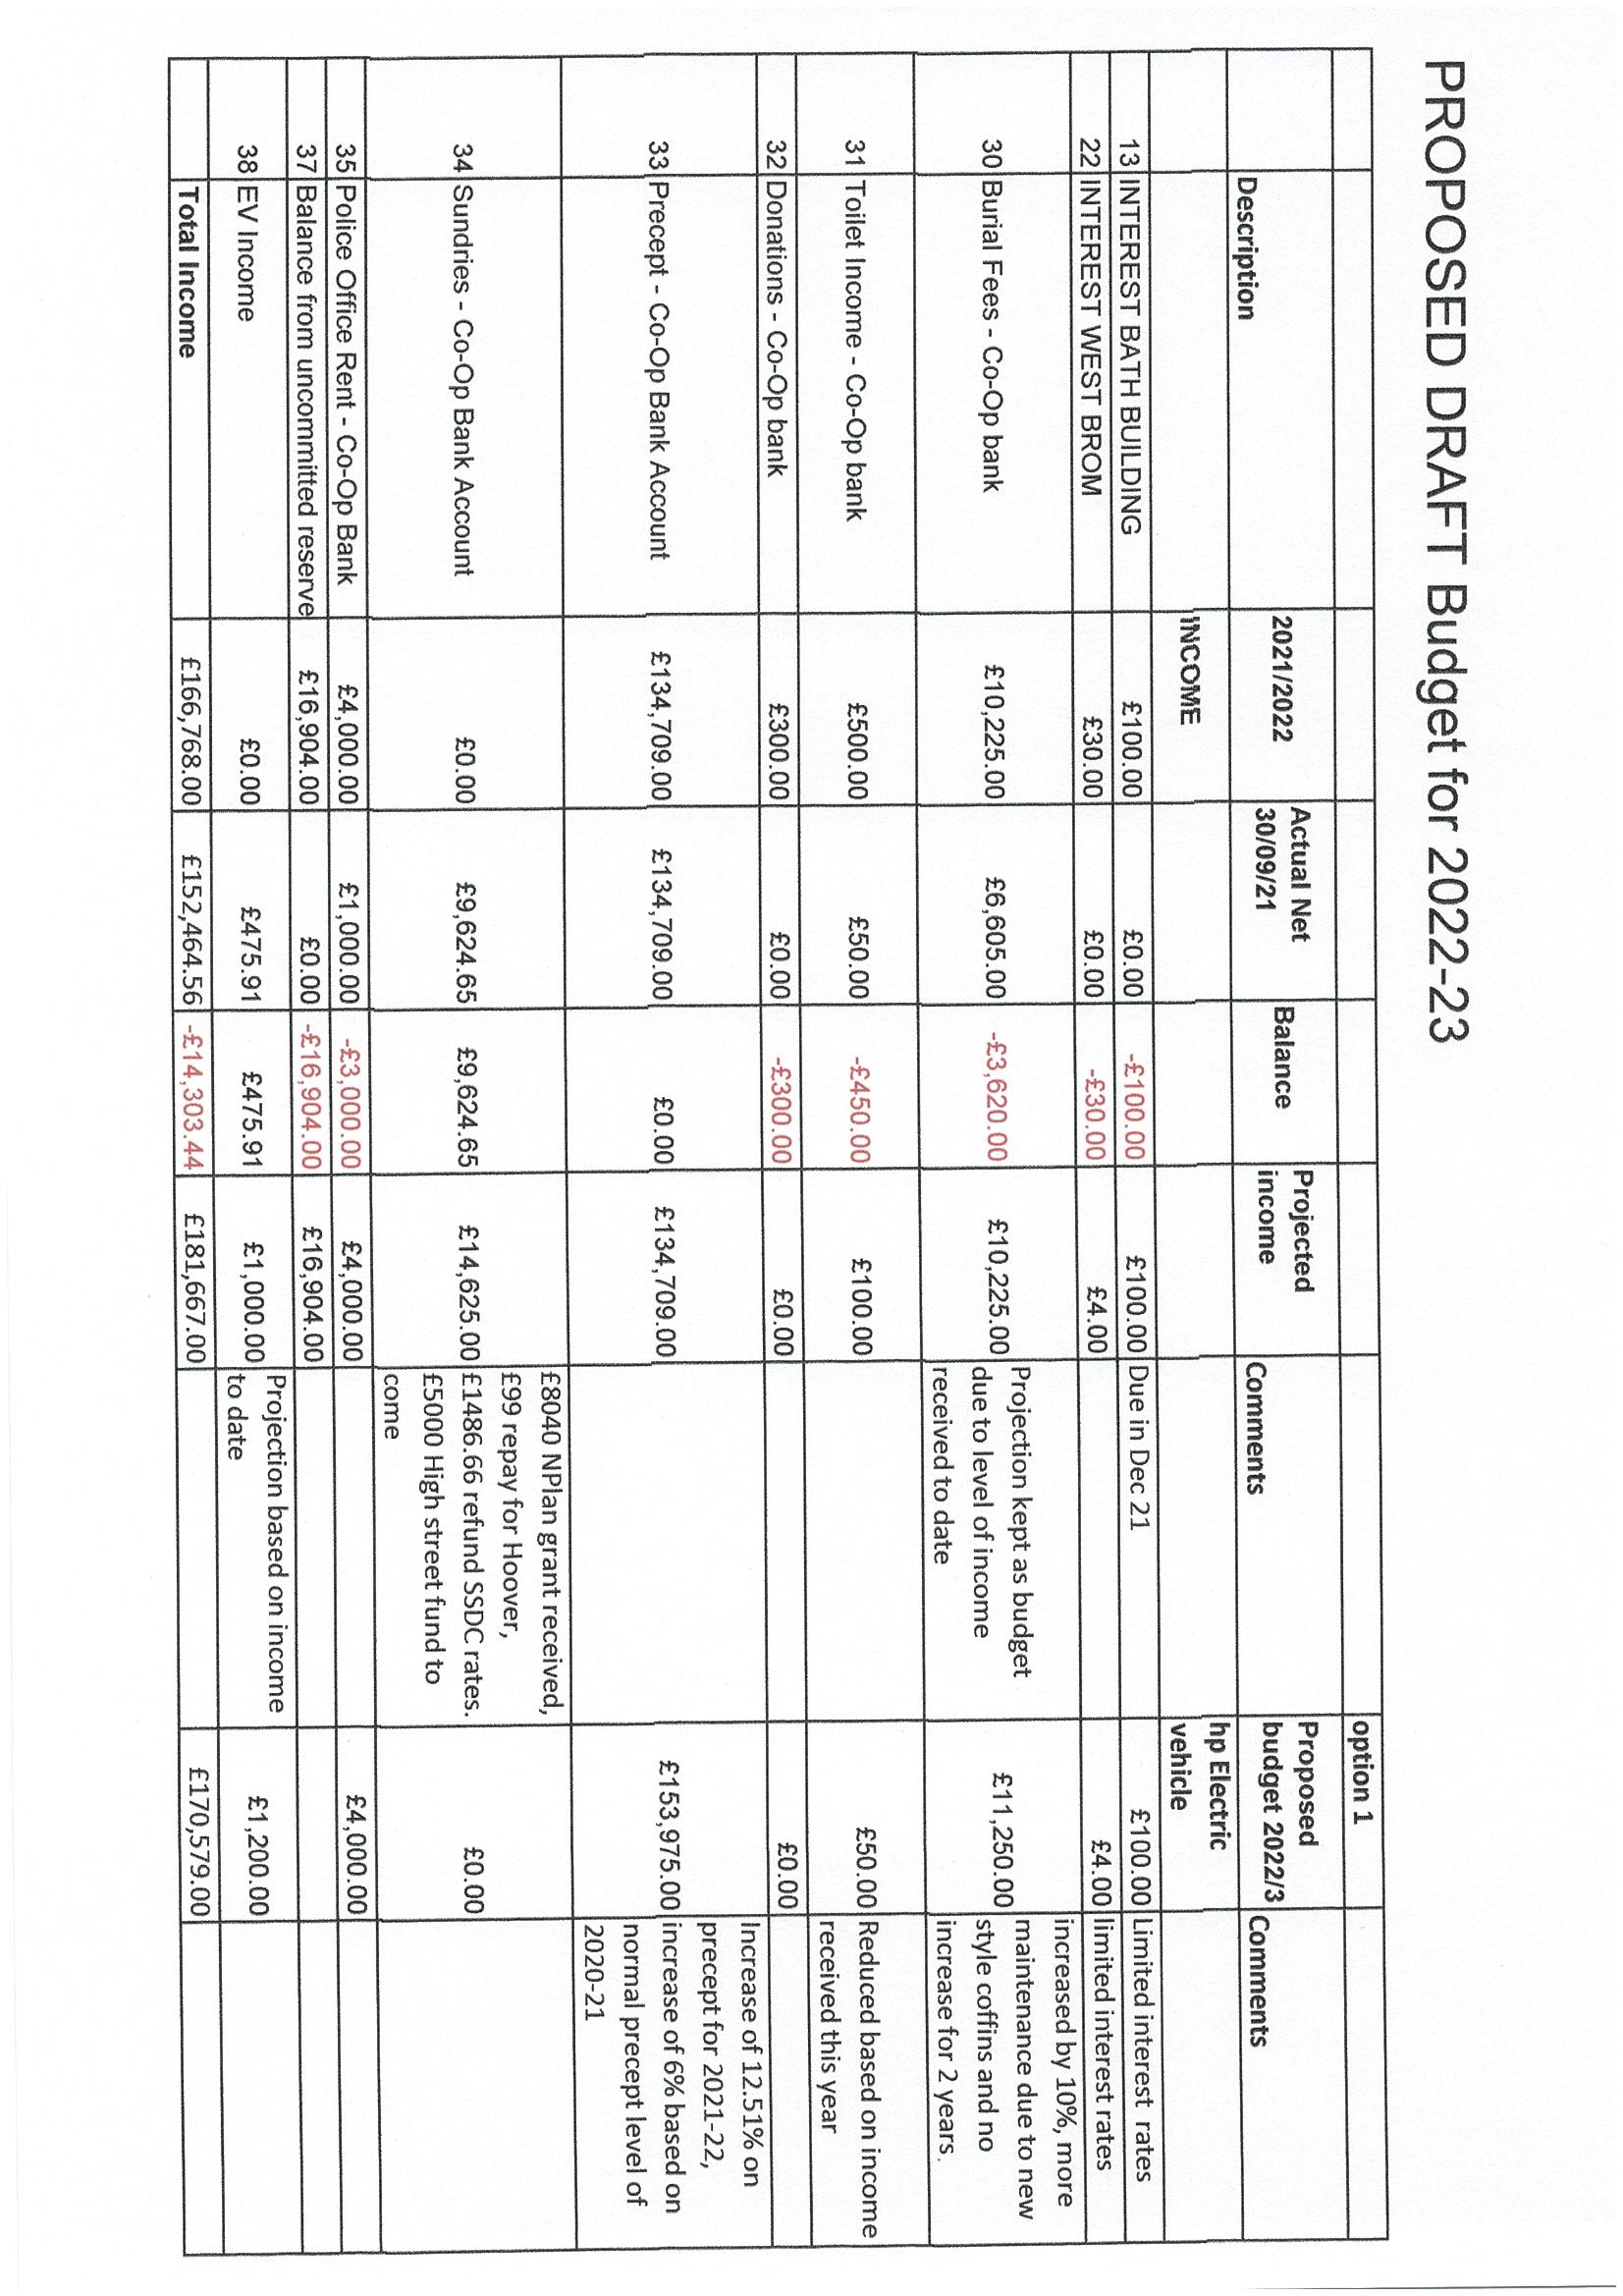 PROPOSED DRAFT Budget for 2022-23
option 1
Description
2021/2022
Actual Net
30/09/21
Balance
Projected
income
Comments
Proposed
budget 2022/3
Comments
INCOME
hp Electric
vehicle
13 INTEREST BATH BUILDING £100.00 £0.00 -£100.00 £100.00 Due in Dec 21 £100.00 Limited interest rates
22 INTEREST WEST BROM £30.00 £0.00 -£30.00 £4.00 £4.00 limited interest rates
30 Burial Fees - Co-Op bank £10,225.00 £6,605.00 -£3,620.00 £10,225.00
Projection kept as budget
due to level of income
received to date
£11,250.00
increased by 10%, more
maintenance due to new
style coffins and no
increase for 2 years.
31 Toilet Income - Co-Op bank £500.00 £50.00 -£450.00 £100.00 £50.00
Reduced based on income
received this year
32 Donations - Co-Op bank £300.00 £0.00 -£300.00 £0.00 £0.00
33 Precept - Co-Op Bank Account £134,709.00 £134,709.00 £0.00 £134,709.00 £153,975.00
Increase of 12.51% on
precept for 2021-22,
increase of 6% based on
normal precept level of
2020-21
34 Sundries - Co-Op Bank Account £0.00 £9,624.65 £9,624.65 £14,625.00
£8040 NPlan grant received,
£99 repay for Hoover,
£1486.66 refund SSDC rates.
£5000 High street fund to
come
£0.00
35 Police Office Rent - Co-Op Bank £4,000.00 £1,000.00 -£3,000.00 £4,000.00 £4,000.00
37 Balance from uncommitted reserve £16,904.00 £0.00 -£16,904.00 £16,904.00
38 EV Income £0.00 £475.91 £475.91 £1,000.00
Projection based on income
to date
£1,200.00
Total Income £166,768.00 £152,464.56 -£14,303.44 £181,667.00 £170,579.00